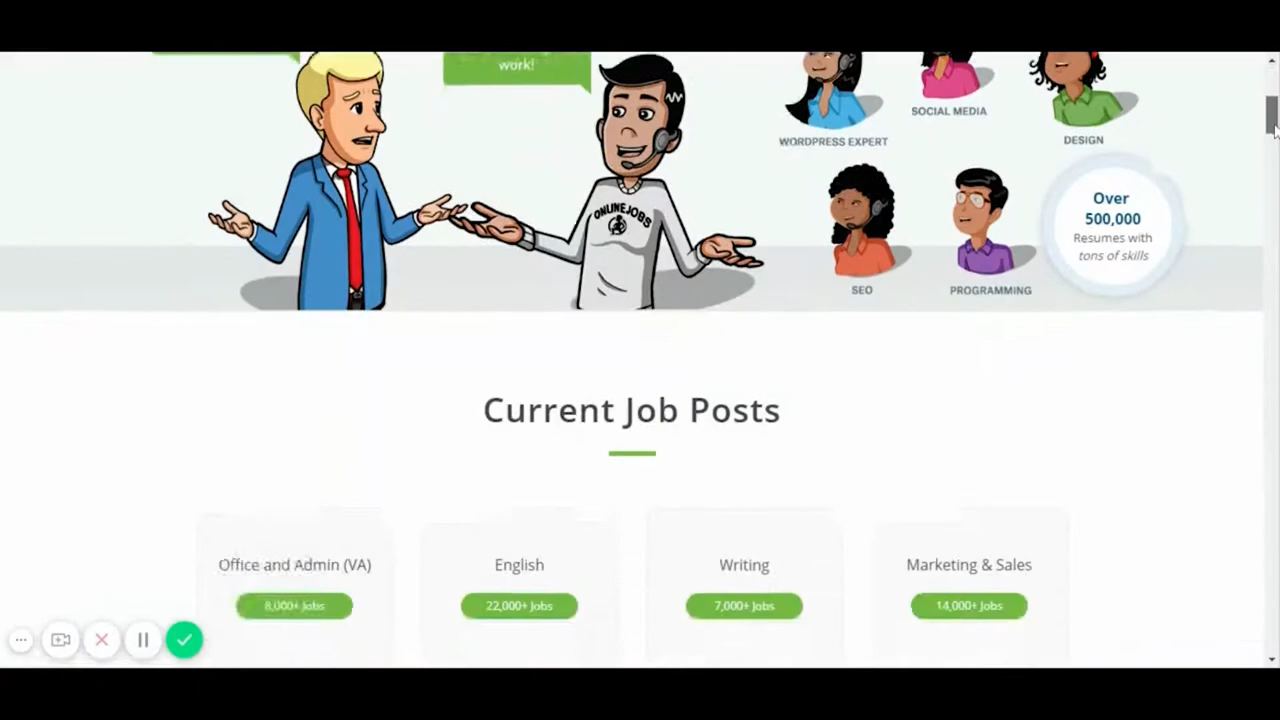 work!
ONLINEJOBS
WORDPRESS EXPERT
SOCIAL MEDIA
DESIGN
SEO
PROGRAMMING
Over
500,000
Resumes with
tons of skills
Current Job Posts
Office and Admin (VA)
8,000+ Jobs
English
22,000+ Jobs
Writing
7,000+ Jobs
Marketing & Sales
14,000+ Jobs